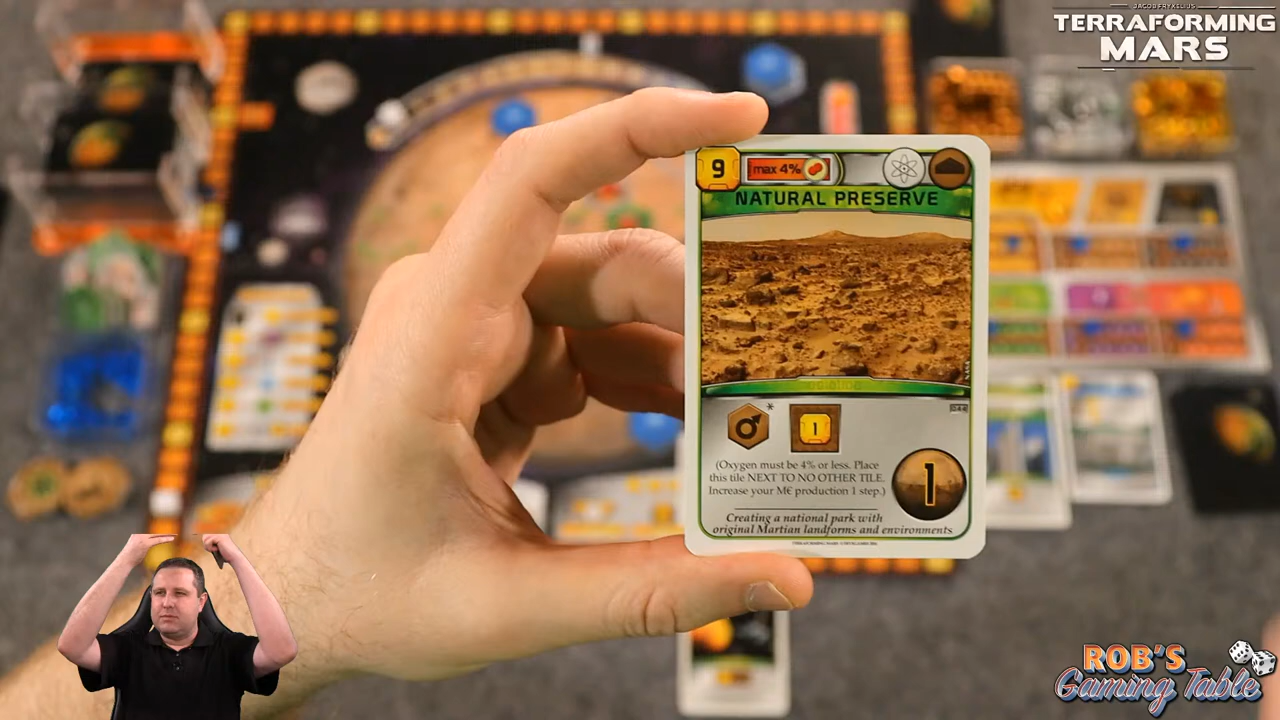 JACOB FRYXELIUS
TERRAFORMING
MARS
9
max 4%
NATURAL PRESERVE
NASA
044
*
1
(Oxygen must be 4% or less. Place
this tile NEXT TO NO OTHER TILE.
Increase your M€ production 1 step.)
1
Creating a national park with
original Martian landforms and environments
ROB'S
Gaming Table